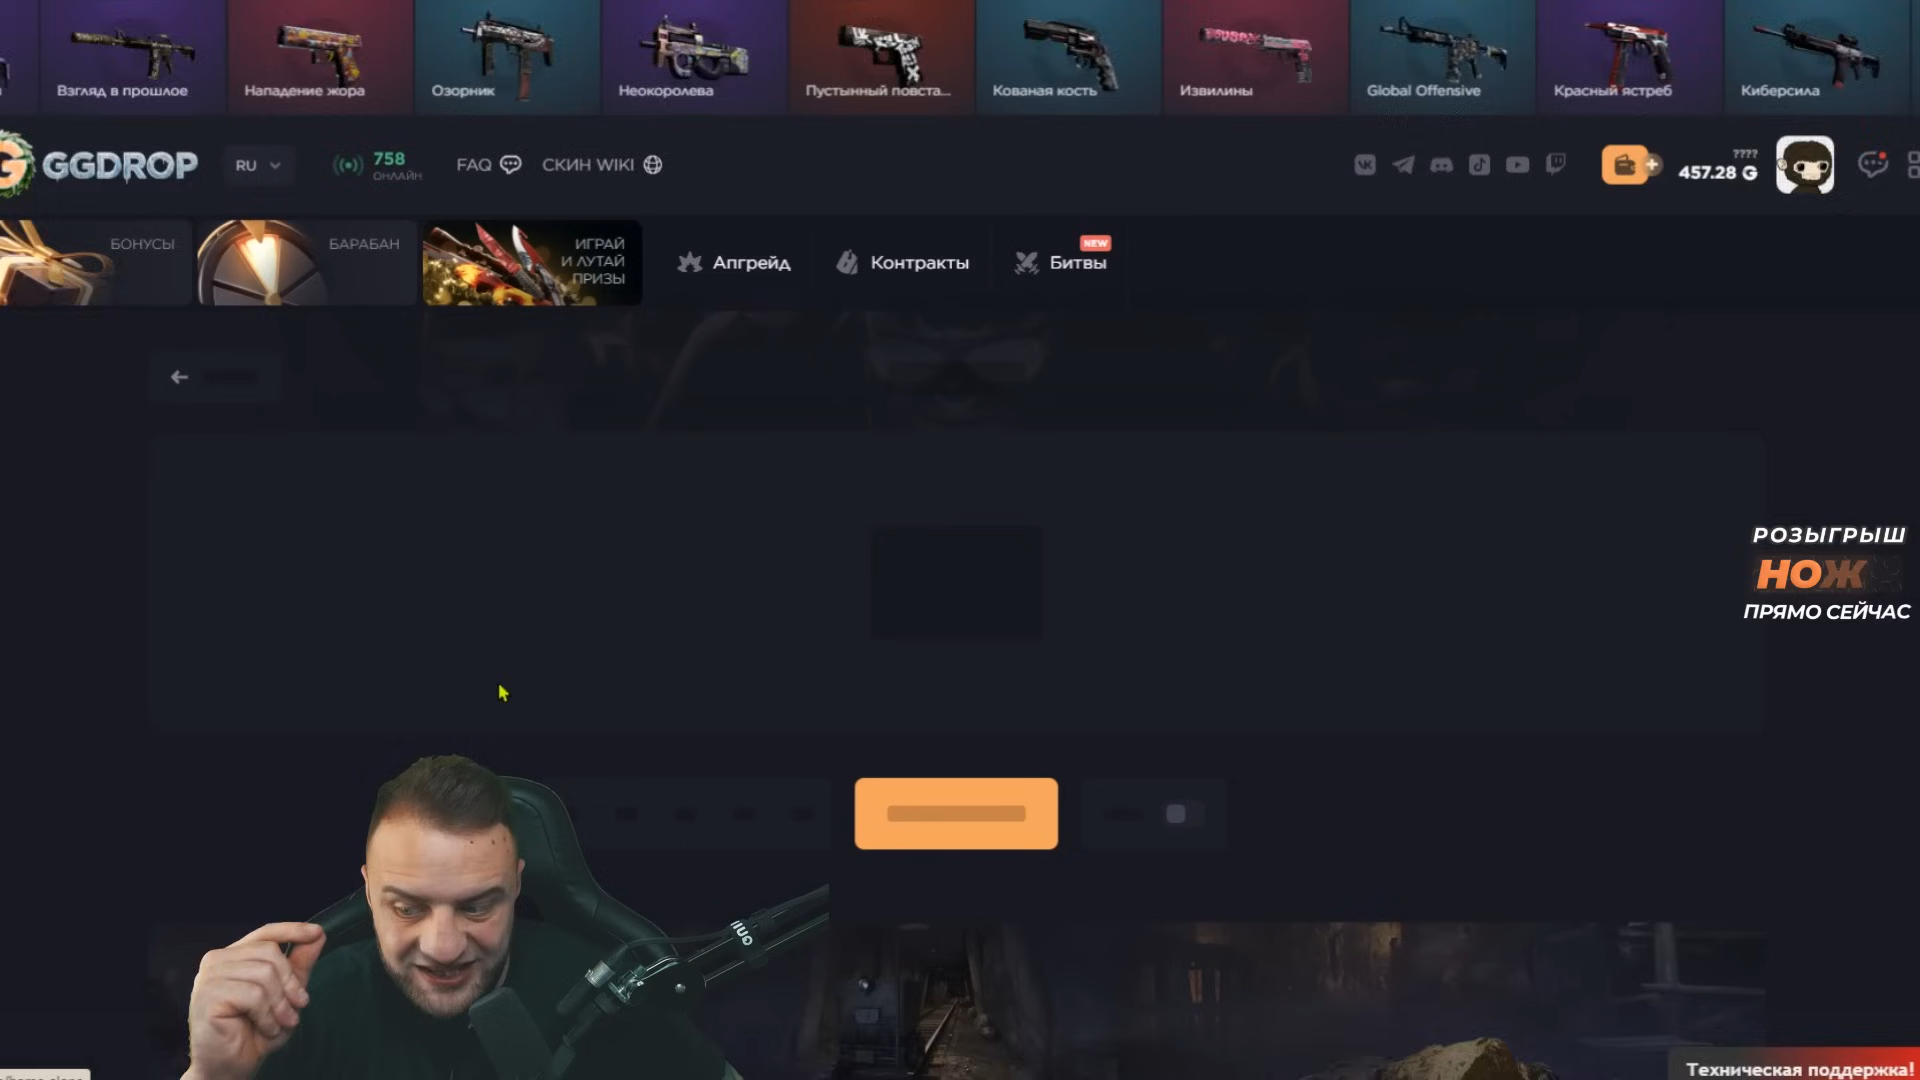 Взгляд в прошлое
Нападение жора
Озорник
Неокоролева
Пустынный повста...
Кованая кость
Извилины
Global Offensive
Красный ястреб
Киберсила
GGDROP
RU
758
ОНЛАЙН
FAQ
СКИН WIKI
????
457.28 G
БОНУСЫ
БАРАБАН
ИГРАЙ
И ЛУТАЙ
ПРИЗЫ
Апгрейд
Контракты
Битвы
NEW
РОЗЫГРЫШ
НОЖ
ПРЯМО СЕЙЧАС
Техническая поддержка!